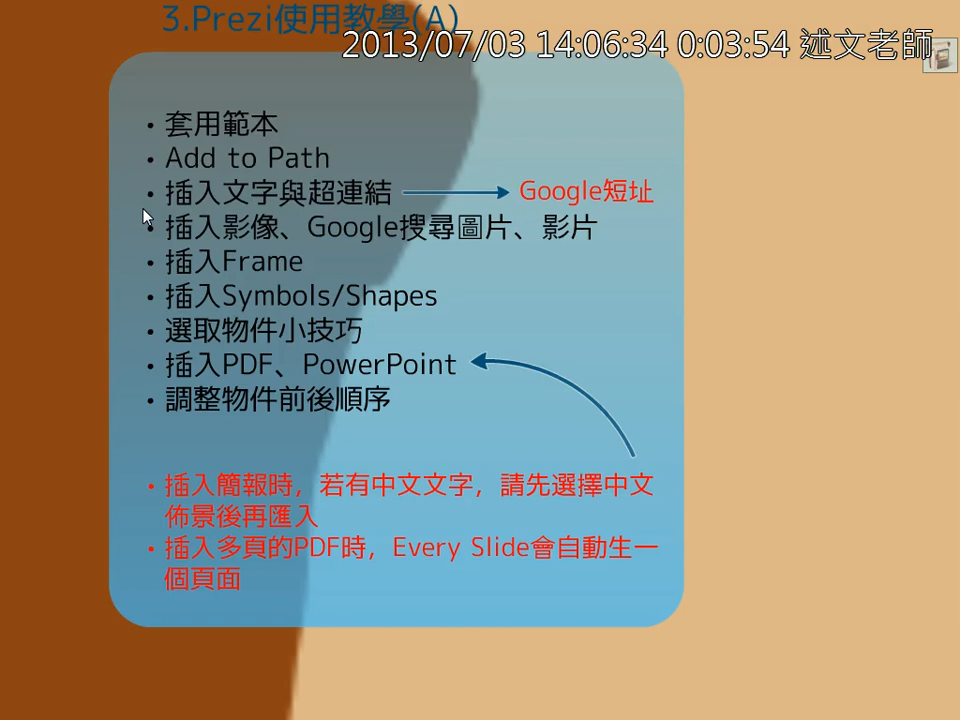 3.Prezi使用教學(A)
2013/07/03 14:06:34 0:03:54 述文老師
• 套用範本
• Add to Path
• 插入文字與超連結 Google短址
• 插入影像、Google搜尋圖片、影片
• 插入Frame
• 插入Symbols/Shapes
• 選取物件小技巧
• 插入PDF、PowerPoint
• 調整物件前後順序
• 插入簡報時，若有中文文字，請先選擇中文
佈景後再匯入
• 插入多頁的PDF時，Every Slide會自動生一
個頁面